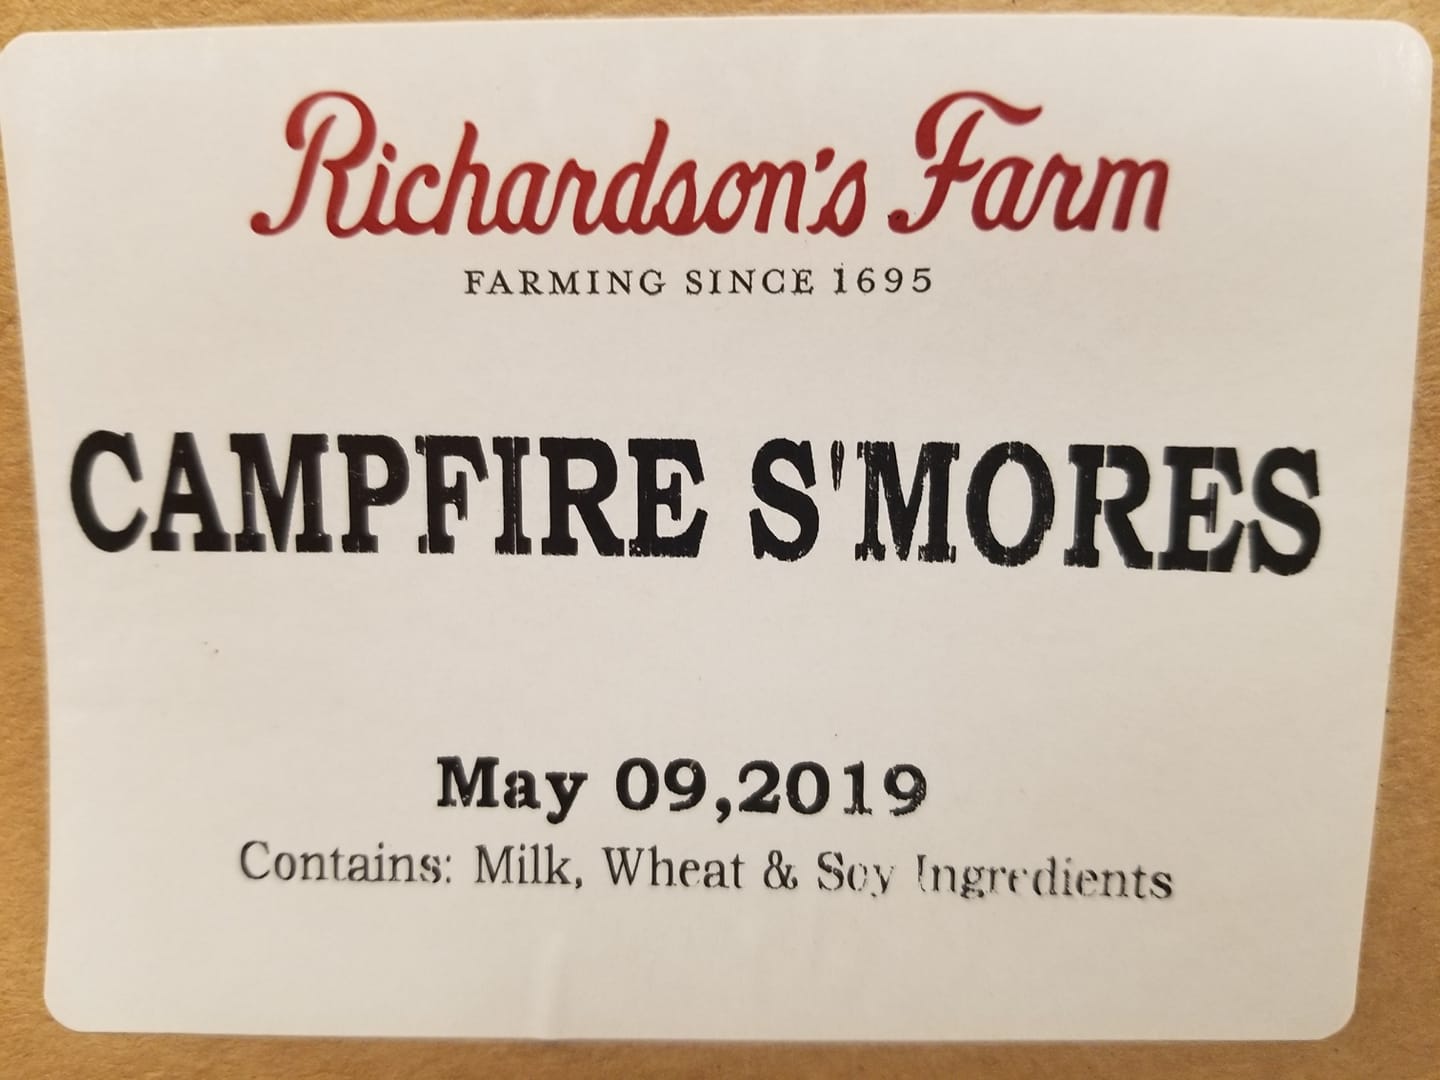 Richardson's Farm
FARMING SINCE 1695
CAMPFIRE S'MORES
May 09,2019
Contains: Milk, Wheat & Soy Ingredients